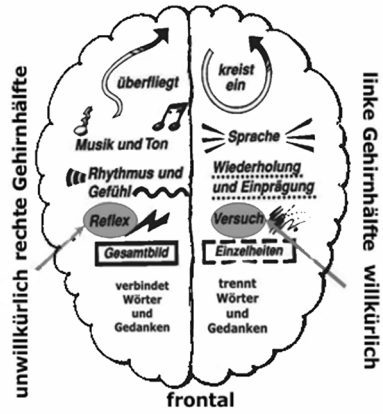 unwillkürlich rechte Gehirnhälfte
überfliegt
Musik und Ton
Rhythmus und
Gefühl
Reflex
Gesamtbild
verbindet
Wörter
und
Gedanken
kreist
ein
Sprache
Wiederholung
und Einprägung
Versuch
Einzelheiten
trennt
Wörter
und
Gedanken
linke Gehirnhälfte willkürlich
frontal